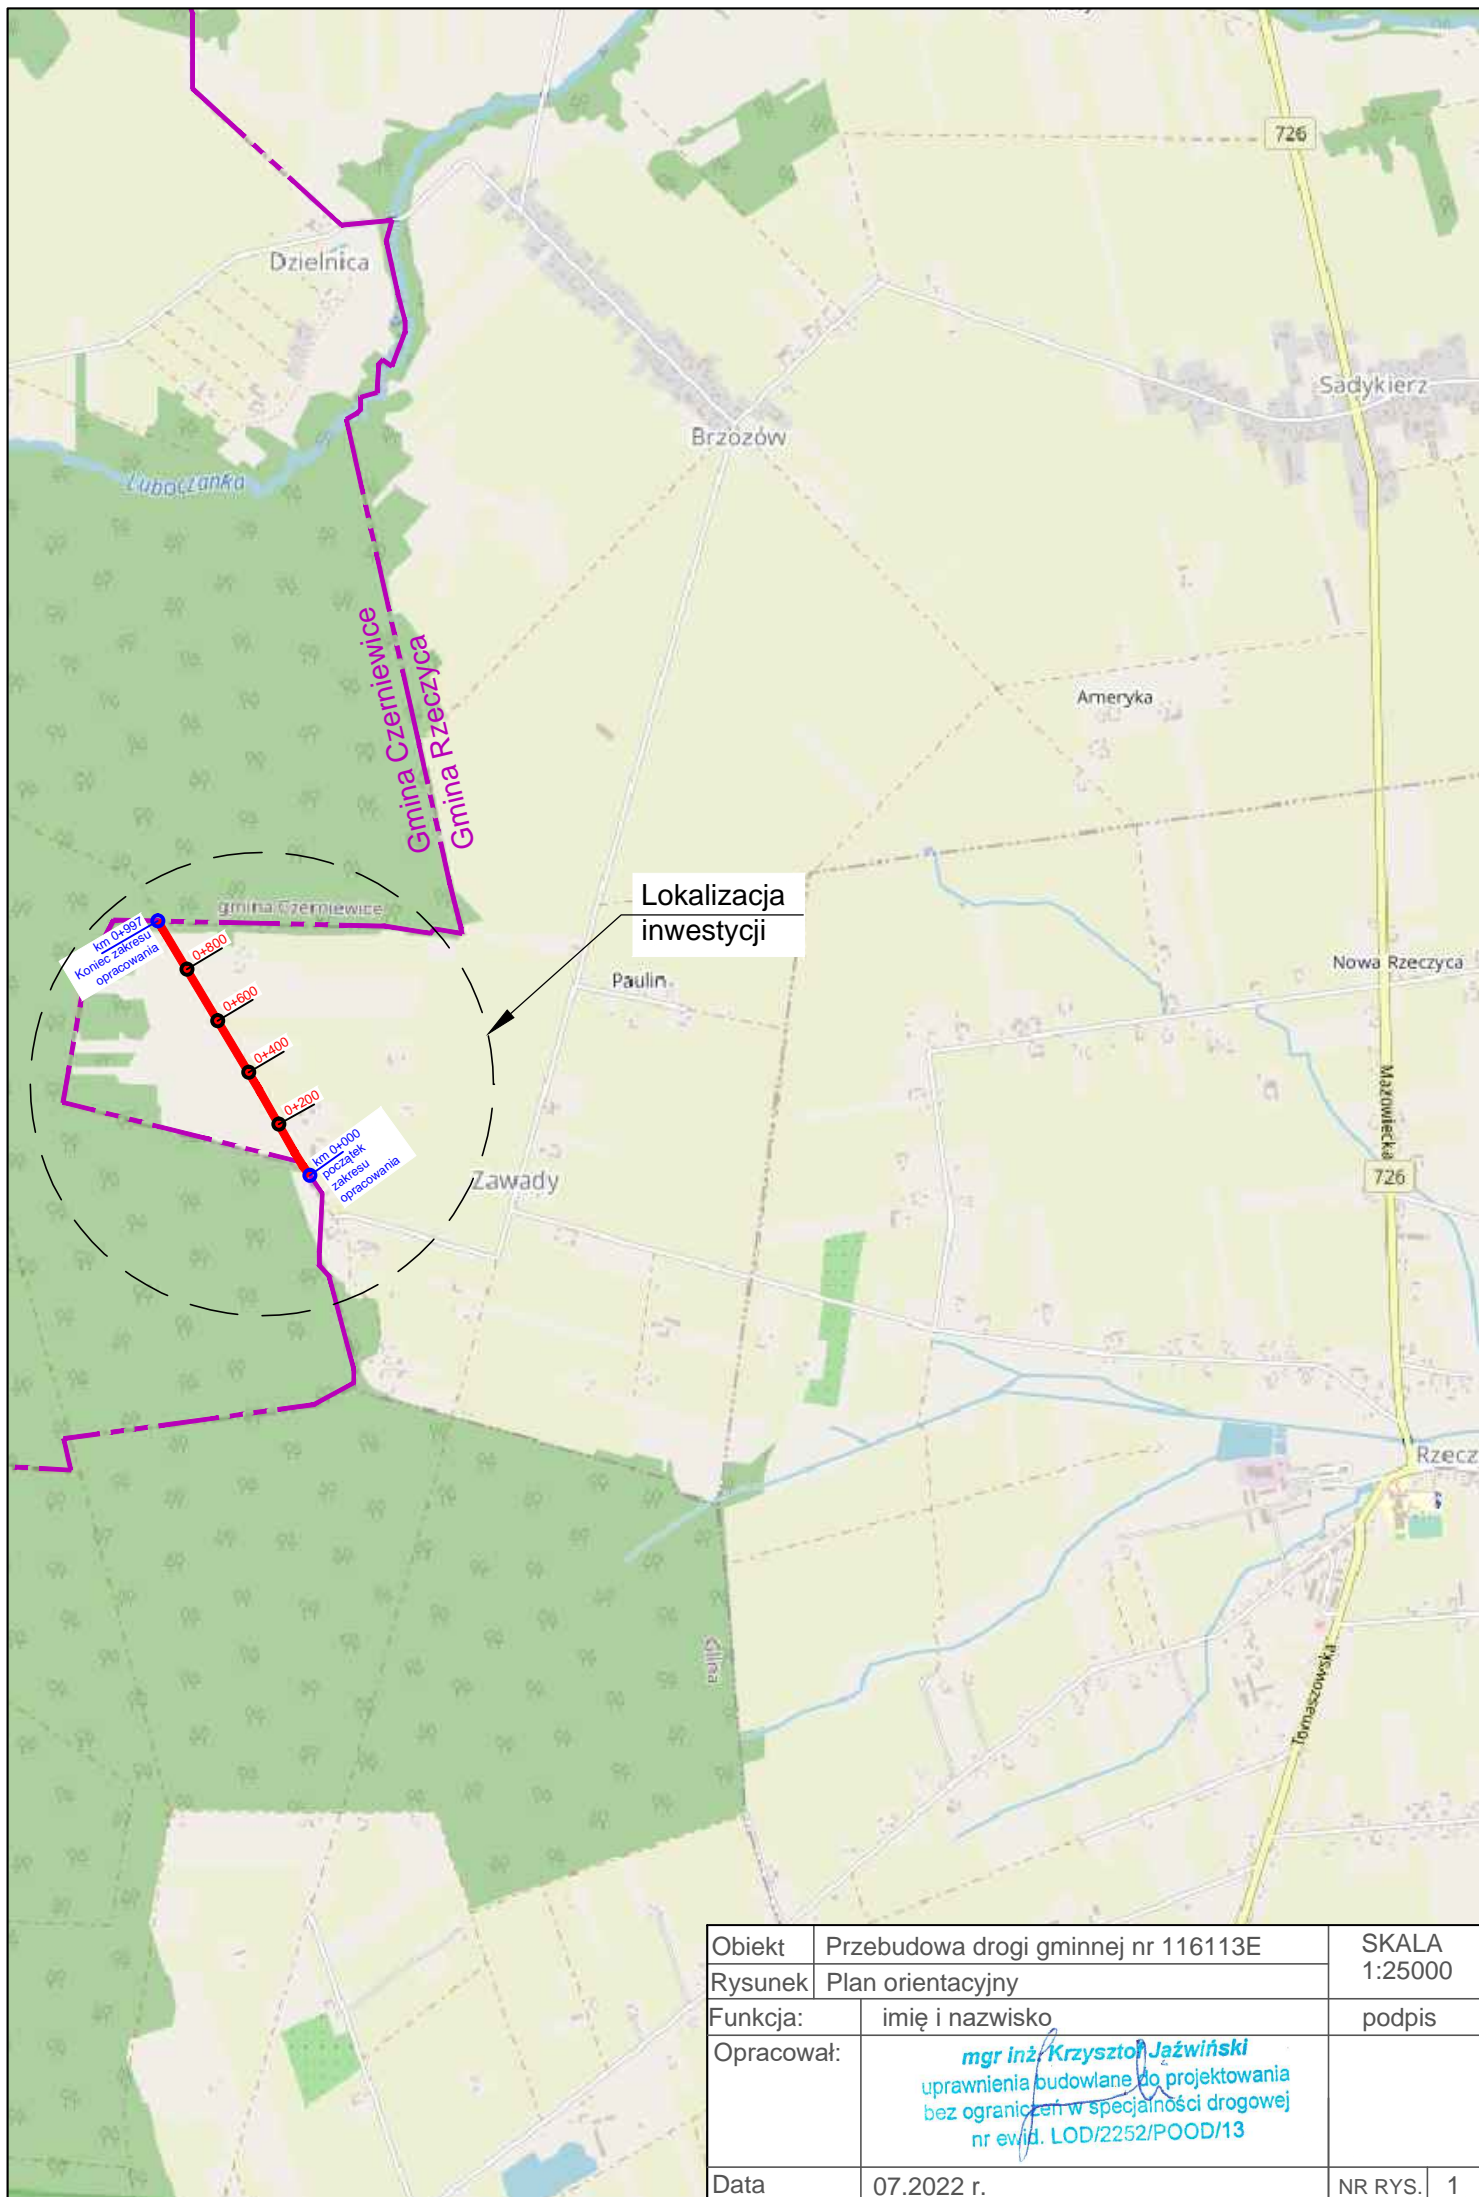 726
Dzielnica
Sadykierz
Brzozów
Luboczanka
Gmina Czerniewice
Gmina Rzeczyca
Ameryka
Lokalizacja
inwestycji
gmina Czerniewice
km 0+997
Koniec zakresu
opracowania
0+800
0+600
0+400
0+200
km 0+000
początek
zakresu
opracowania
Paulin
Nowa Rzeczyca
Mazowiecka
726
Zawady
Rzecz
Kilina
Tomaszowska
Obiekt Przebudowa drogi gminnej nr 116113E SKALA
1:25000
Rysunek Plan orientacyjny
Funkcja: imię i nazwisko podpis
Opracował: mgr inż. Krzysztof Jaźwiński
uprawnienia budowlane do projektowania
bez ograniczeń w specjalności drogowej
nr ewid. LOD/2252/POOD/13
Data 07.2022 r. NR RYS. 1